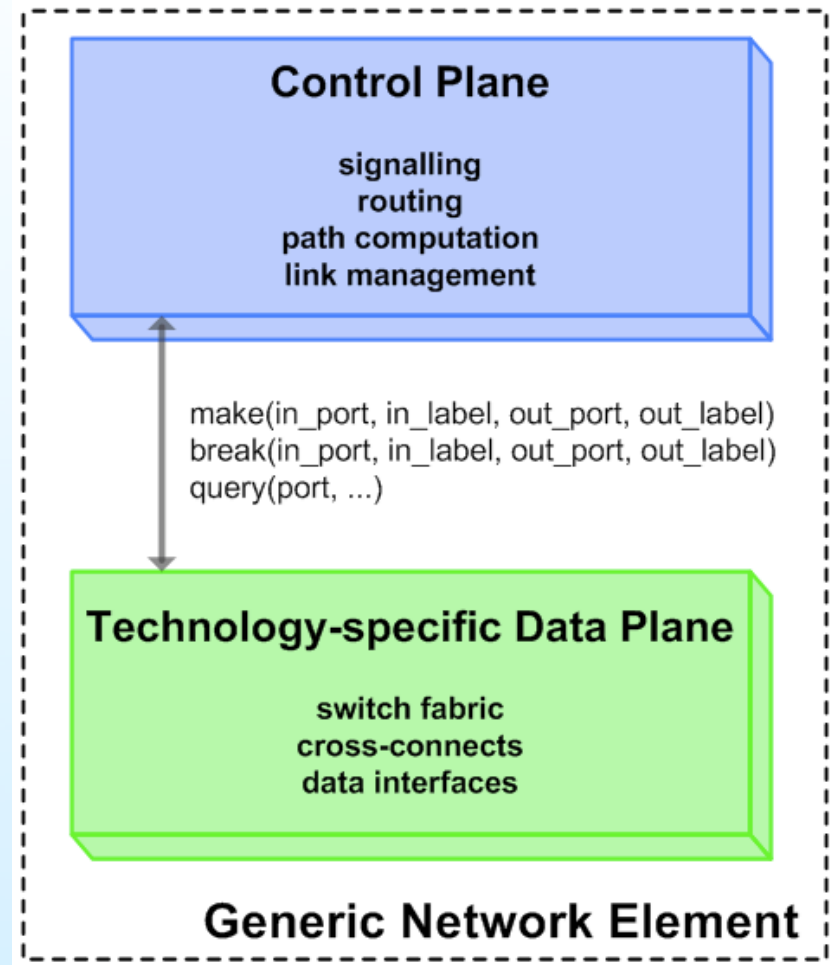 Control Plane
signalling
routing
path computation
link management
make(in_port, in_label, out_port, out_label)
break(in_port, in_label, out_port, out_label)
query(port, ...)
Technology-specific Data Plane
switch fabric
cross-connects
data interfaces
Generic Network Element